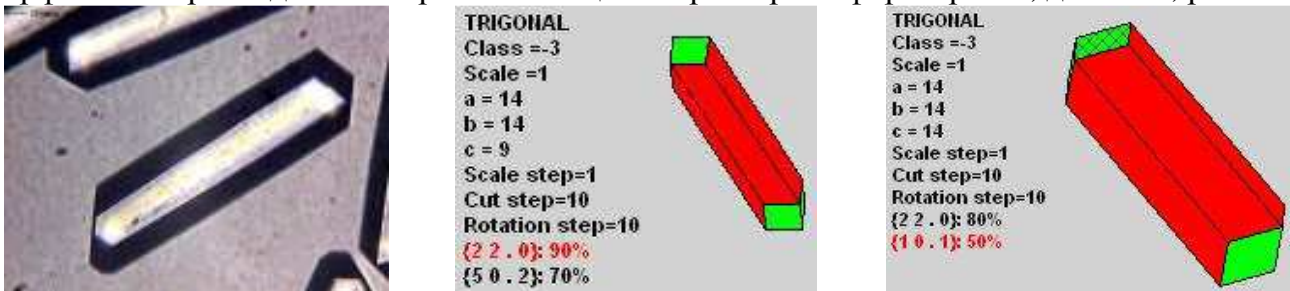 TRIGONAL
Class =-3
Scale =1
a = 14
b = 14
c = 9
Scale step=1
Cut step=10
Rotation step=10
{2 2 . 0}: 90%
{5 0 . 2}: 70%
TRIGONAL
Class =-3
Scale =1
a = 14
b = 14
c = 14
Scale step=1
Cut step=10
Rotation step=10
{2 2 . 0}: 80%
{1 0 . 1}: 50%